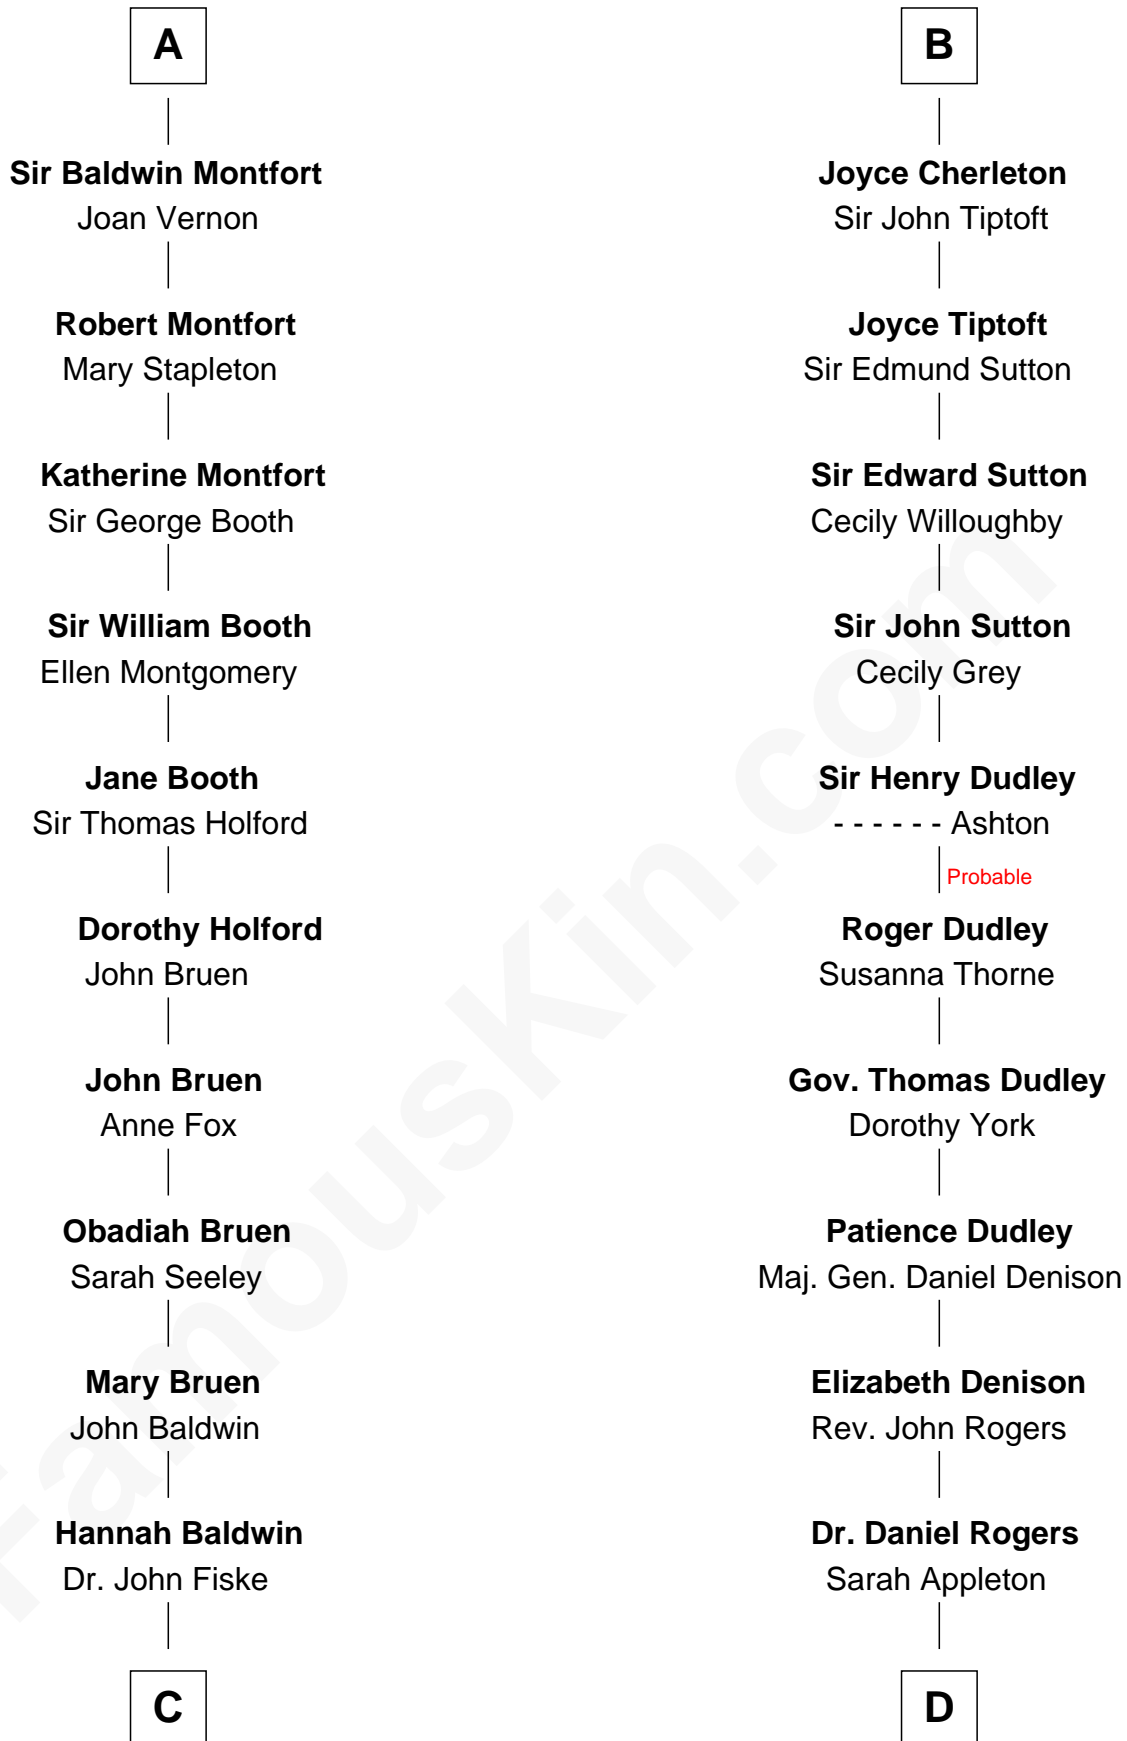 A
Sir Baldwin Montfort
Joan Vernon
Robert Montfort
Mary Stapleton
Katherine Montfort
Sir George Booth
Sir William Booth
Ellen Montgomery
Jane Booth
Sir Thomas Holford
Dorothy Holford
John Bruen
John Bruen
Anne Fox
Obadiah Bruen
Sarah Seeley
Mary Bruen
John Baldwin
Hannah Baldwin
Dr. John Fiske
C
B
Joyce Cherleton
Sir John Tiptoft
Joyce Tiptoft
Sir Edmund Sutton
Sir Edward Sutton
Cecily Willoughby
Sir John Sutton
Cecily Grey
Sir Henry Dudley
- - - - - - Ashton
Probable
Roger Dudley
Susanna Thorne
Gov. Thomas Dudley
Dorothy York
Patience Dudley
Maj. Gen. Daniel Denison
Elizabeth Denison
Rev. John Rogers
Dr. Daniel Rogers
Sarah Appleton
D
FamousKin.com